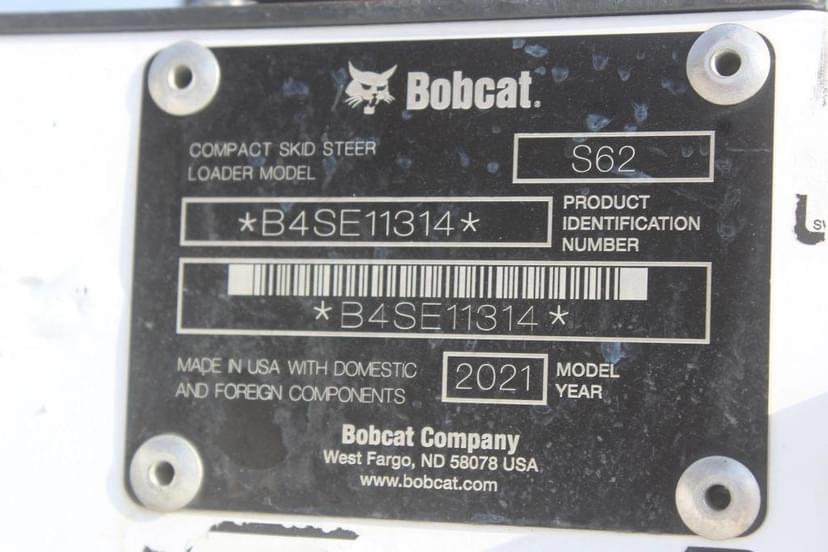 Bobcat.
COMPACT SKID STEER
LOADER MODEL
S62
*B4SE11314*
PRODUCT
IDENTIFICATION
NUMBER
*B4SE11314*
MADE IN USA WITH DOMESTIC
AND FOREIGN COMPONENTS
2021
MODEL
YEAR
Bobcat Company
West Fargo, ND 58078 USA
www.bobcat.com